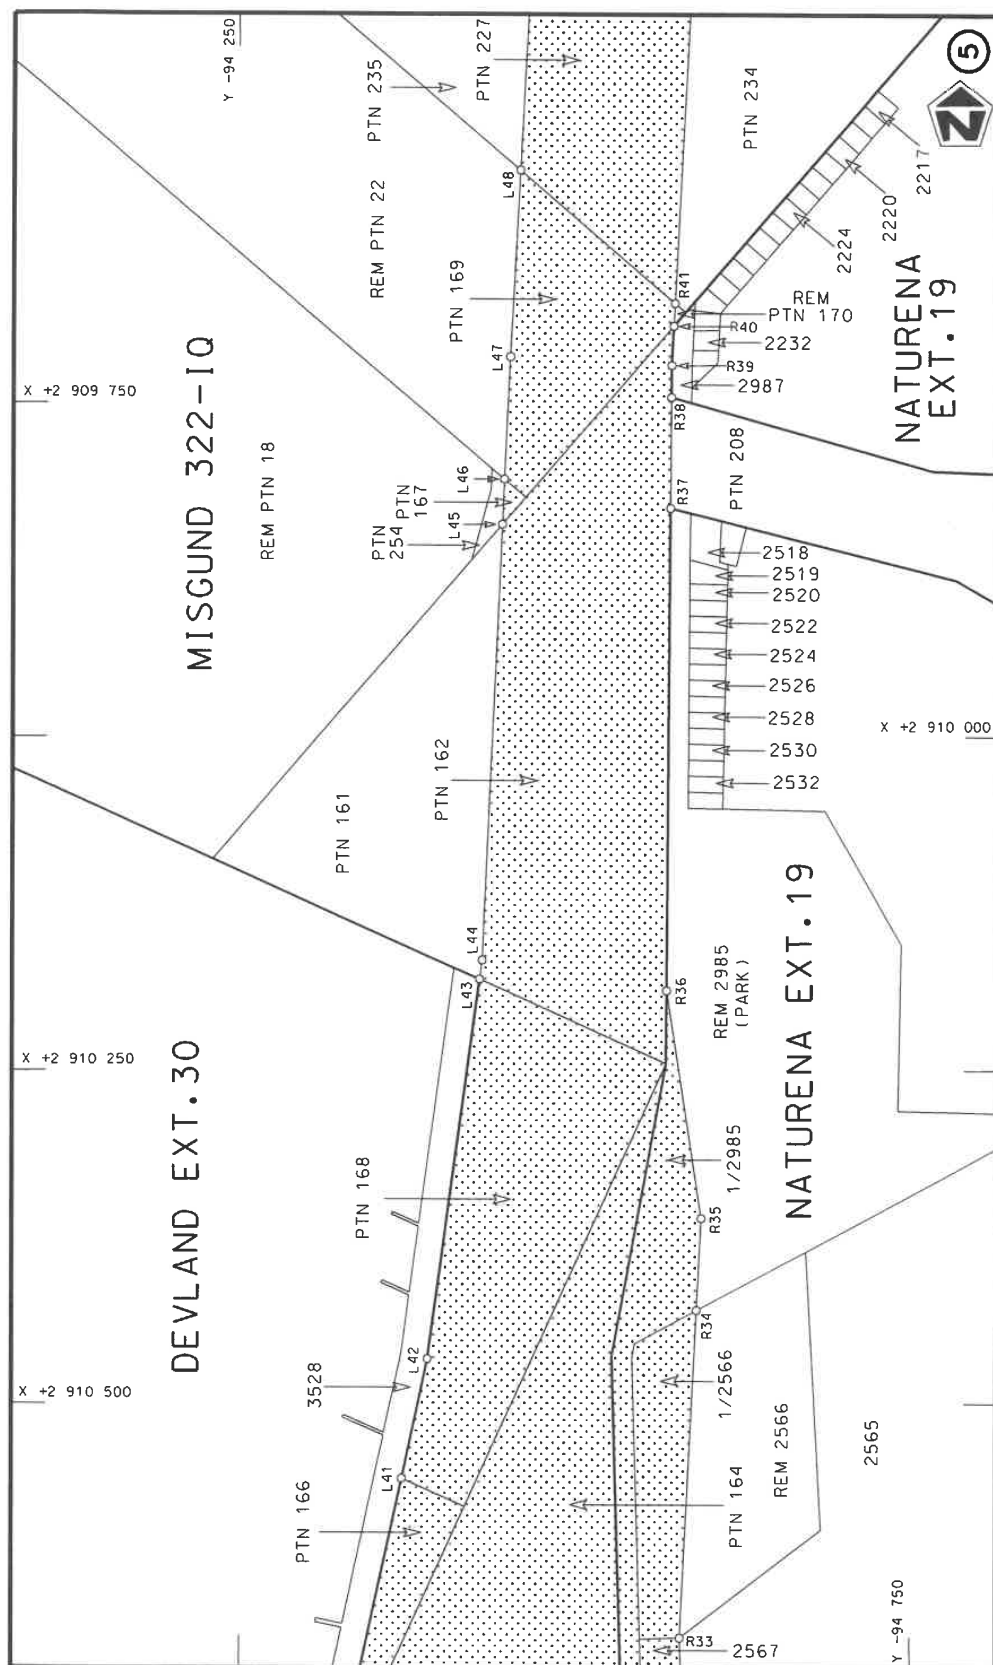 Y -94 250
PTN 235
PTN 227
PTN 234
5
N
2217
2220
2224
NATURENA
EXT.19
L48
REM PTN 22
PTN 169
R41
REM
PTN 170
R40
2232
R39
2987
R38
L47
X +2 909 750
MISGUND 322-IQ
REM PTN 18
L46
PTN
167
PTN
254
L45
PTN 208
R37
2518
2519
2520
2522
2524
2526
2528
2530
2532
X +2 910 000
PTN 162
PTN 161
L44
L43
R36
REM 2985
(PARK)
NATURENA EXT.19
X +2 910 250
DEVLAND EXT.30
PTN 168
1/2985
R35
R34
L42
3528
X +2 910 500
1/2566
REM 2566
2565
L41
PTN 166
PTN 164
R33
2567
Y -94 750